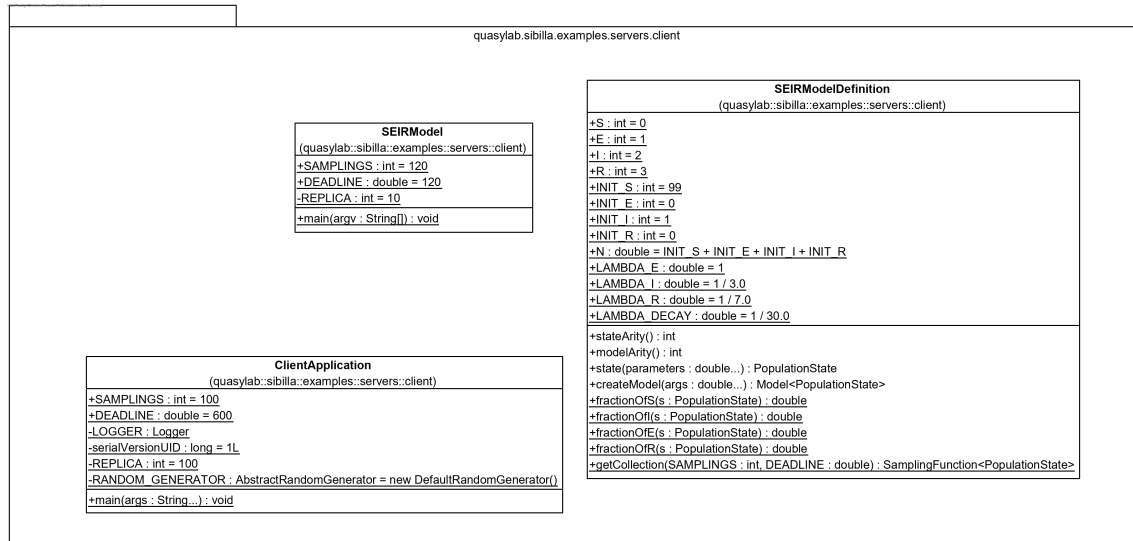 quasylab.sibilla.examples.servers.client
SEIRModelDefinition
(quasylab::sibilla::examples::servers::client)
+S : int = 0
+E : int = 1
+I : int = 2
+R : int = 3
+INIT_S : int = 99
+INIT_E : int = 0
+INIT_I : int = 1
+INIT_R : int = 0
+N : double = INIT_S + INIT_E + INIT_I + INIT_R
+LAMBDA_E : double = 1
+LAMBDA_I : double = 1 / 3.0
+LAMBDA_R : double = 1 / 7.0
+LAMBDA_DECAY : double = 1 / 30.0
+stateArity() : int
+modelArity() : int
+state(parameters : double...) : PopulationState
+createModel(args : double...) : Model<PopulationState>
+fractionOfS(s : PopulationState) : double
+fractionOfI(s : PopulationState) : double
+fractionOfE(s : PopulationState) : double
+fractionOfR(s : PopulationState) : double
+getCollection(SAMPLINGS : int, DEADLINE : double) : SamplingFunction<PopulationState>
SEIRModel
(quasylab::sibilla::examples::servers::client)
+SAMPLINGS : int = 120
+DEADLINE : double = 120
-REPLICA : int = 10
+main(argv : String[]) : void
ClientApplication
(quasylab::sibilla::examples::servers::client)
+SAMPLINGS : int = 100
+DEADLINE : double = 600
-LOGGER : Logger
-serialVersionUID : long = 1L
-REPLICA : int = 100
-RANDOM_GENERATOR : AbstractRandomGenerator = new DefaultRandomGenerator()
+main(args : String...) : void